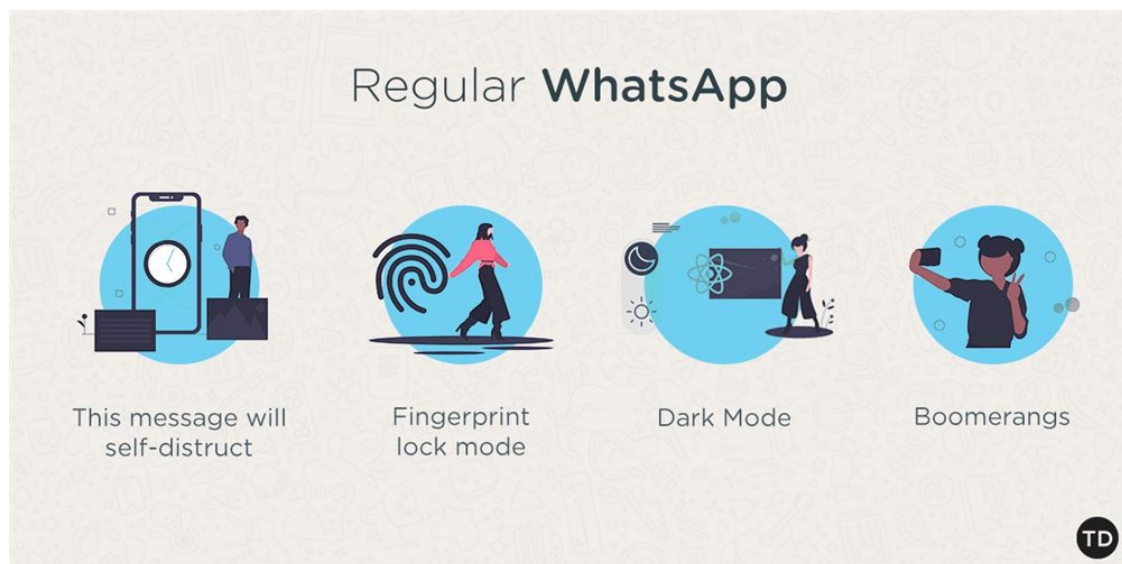 Regular WhatsApp
This message will
self-distruct
Fingerprint
lock mode
Dark Mode
Boomerangs
TD